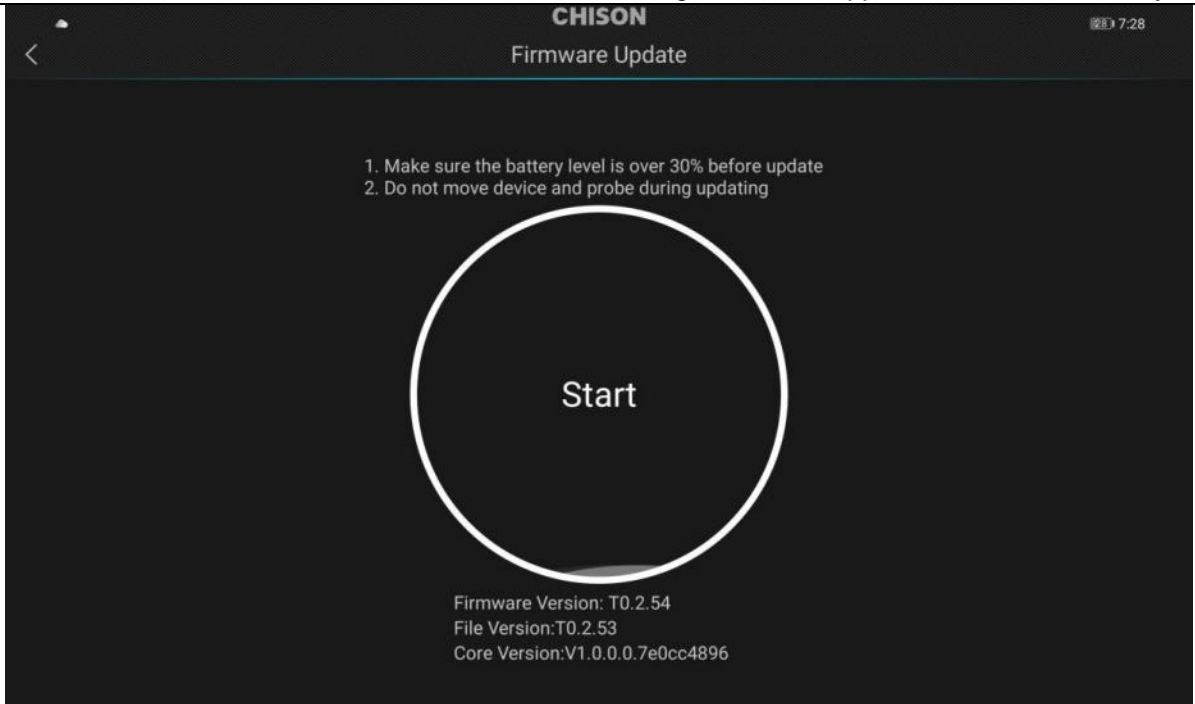 CHISON
28 7:28
Firmware Update
1. Make sure the battery level is over 30% before update
2. Do not move device and probe during updating
Start
Firmware Version: T0.2.54
File Version:T0.2.53
Core Version:V1.0.0.0.7e0cc4896